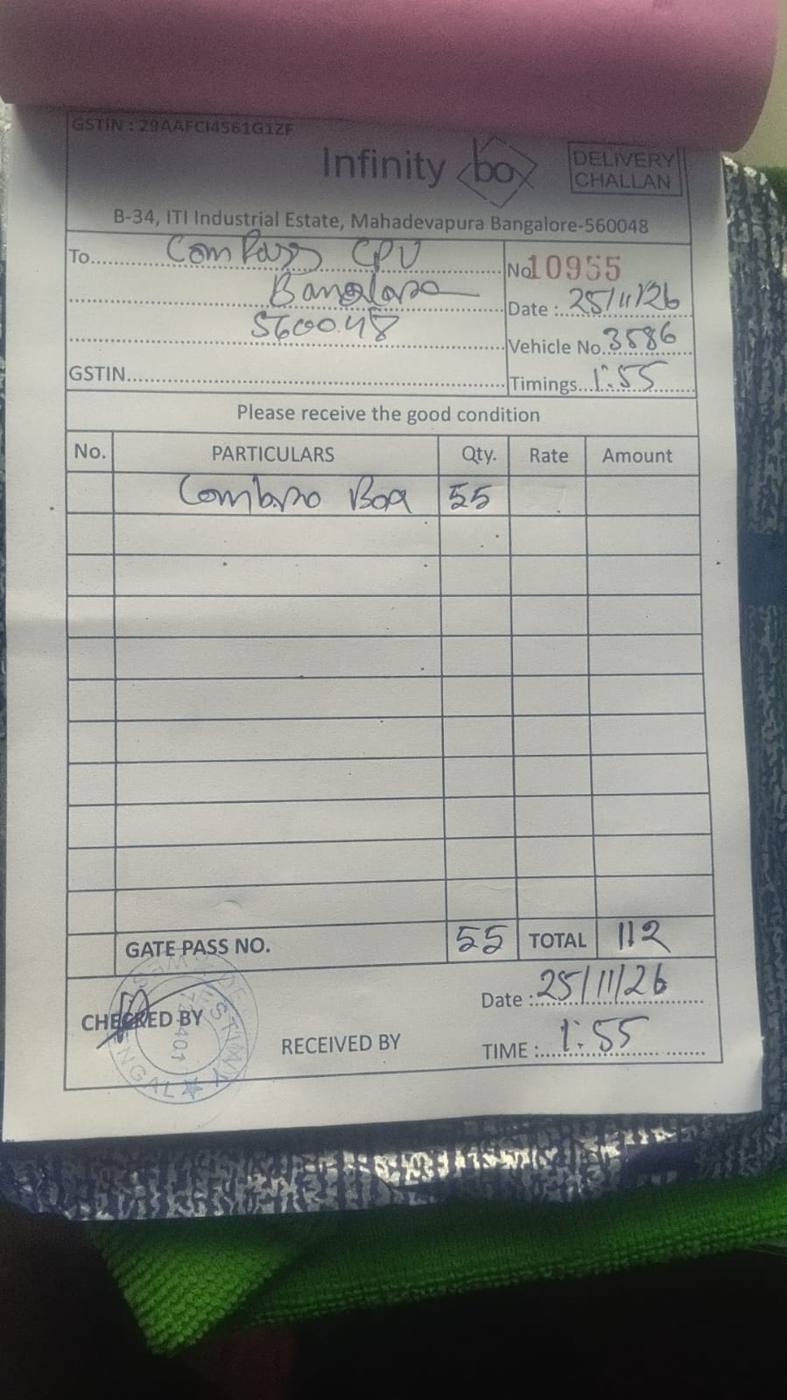 GSTIN : 29AAFCI4561G1ZF
Infinity box
DELIVERY CHALLAN
B-34, ITI Industrial Estate, Mahadevapura Bangalore-560048
To Compass CPU
Bangalore
560048
GSTIN
No 10955
Date : 25/11/26
Vehicle No. 3586
Timings 1:55
Please receive the good condition
No. PARTICULARS Qty. Rate Amount
Combro Box 55
GATE PASS NO. 55 TOTAL 112
CHECKED BY
RECEIVED BY
Date : 25/11/26
TIME : 1:55